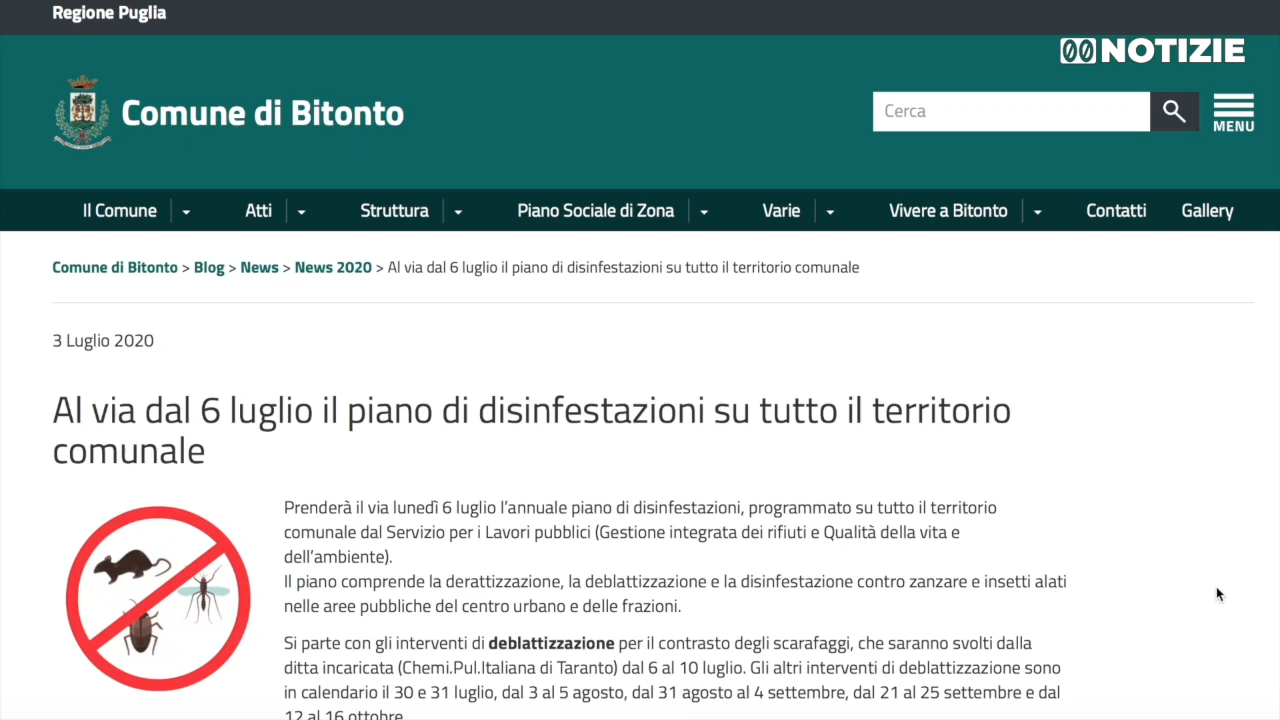 Regione Puglia
00 NOTIZIE
Comune di Bitonto
Cerca
MENU
Il Comune
Atti
Struttura
Piano Sociale di Zona
Varie
Vivere a Bitonto
Contatti
Gallery
Comune di Bitonto > Blog > News > News 2020 > Al via dal 6 luglio il piano di disinfestazioni su tutto il territorio comunale
3 Luglio 2020
Al via dal 6 luglio il piano di disinfestazioni su tutto il territorio
comunale
Prenderà il via lunedì 6 luglio l’annuale piano di disinfestazioni, programmato su tutto il territorio
comunale dal Servizio per i Lavori pubblici (Gestione integrata dei rifiuti e Qualità della vita e
dell’ambiente).
Il piano comprende la derattizzazione, la deblattizzazione e la disinfestazione contro zanzare e insetti alati
nelle aree pubbliche del centro urbano e delle frazioni.
Si parte con gli interventi di deblattizzazione per il contrasto degli scarafaggi, che saranno svolti dalla
ditta incaricata (Chemi.Pul.Italiana di Taranto) dal 6 al 10 luglio. Gli altri interventi di deblattizzazione sono
in calendario il 30 e 31 luglio, dal 3 al 5 agosto, dal 31 agosto al 4 settembre, dal 21 al 25 settembre e dal
12 al 16 ottobre